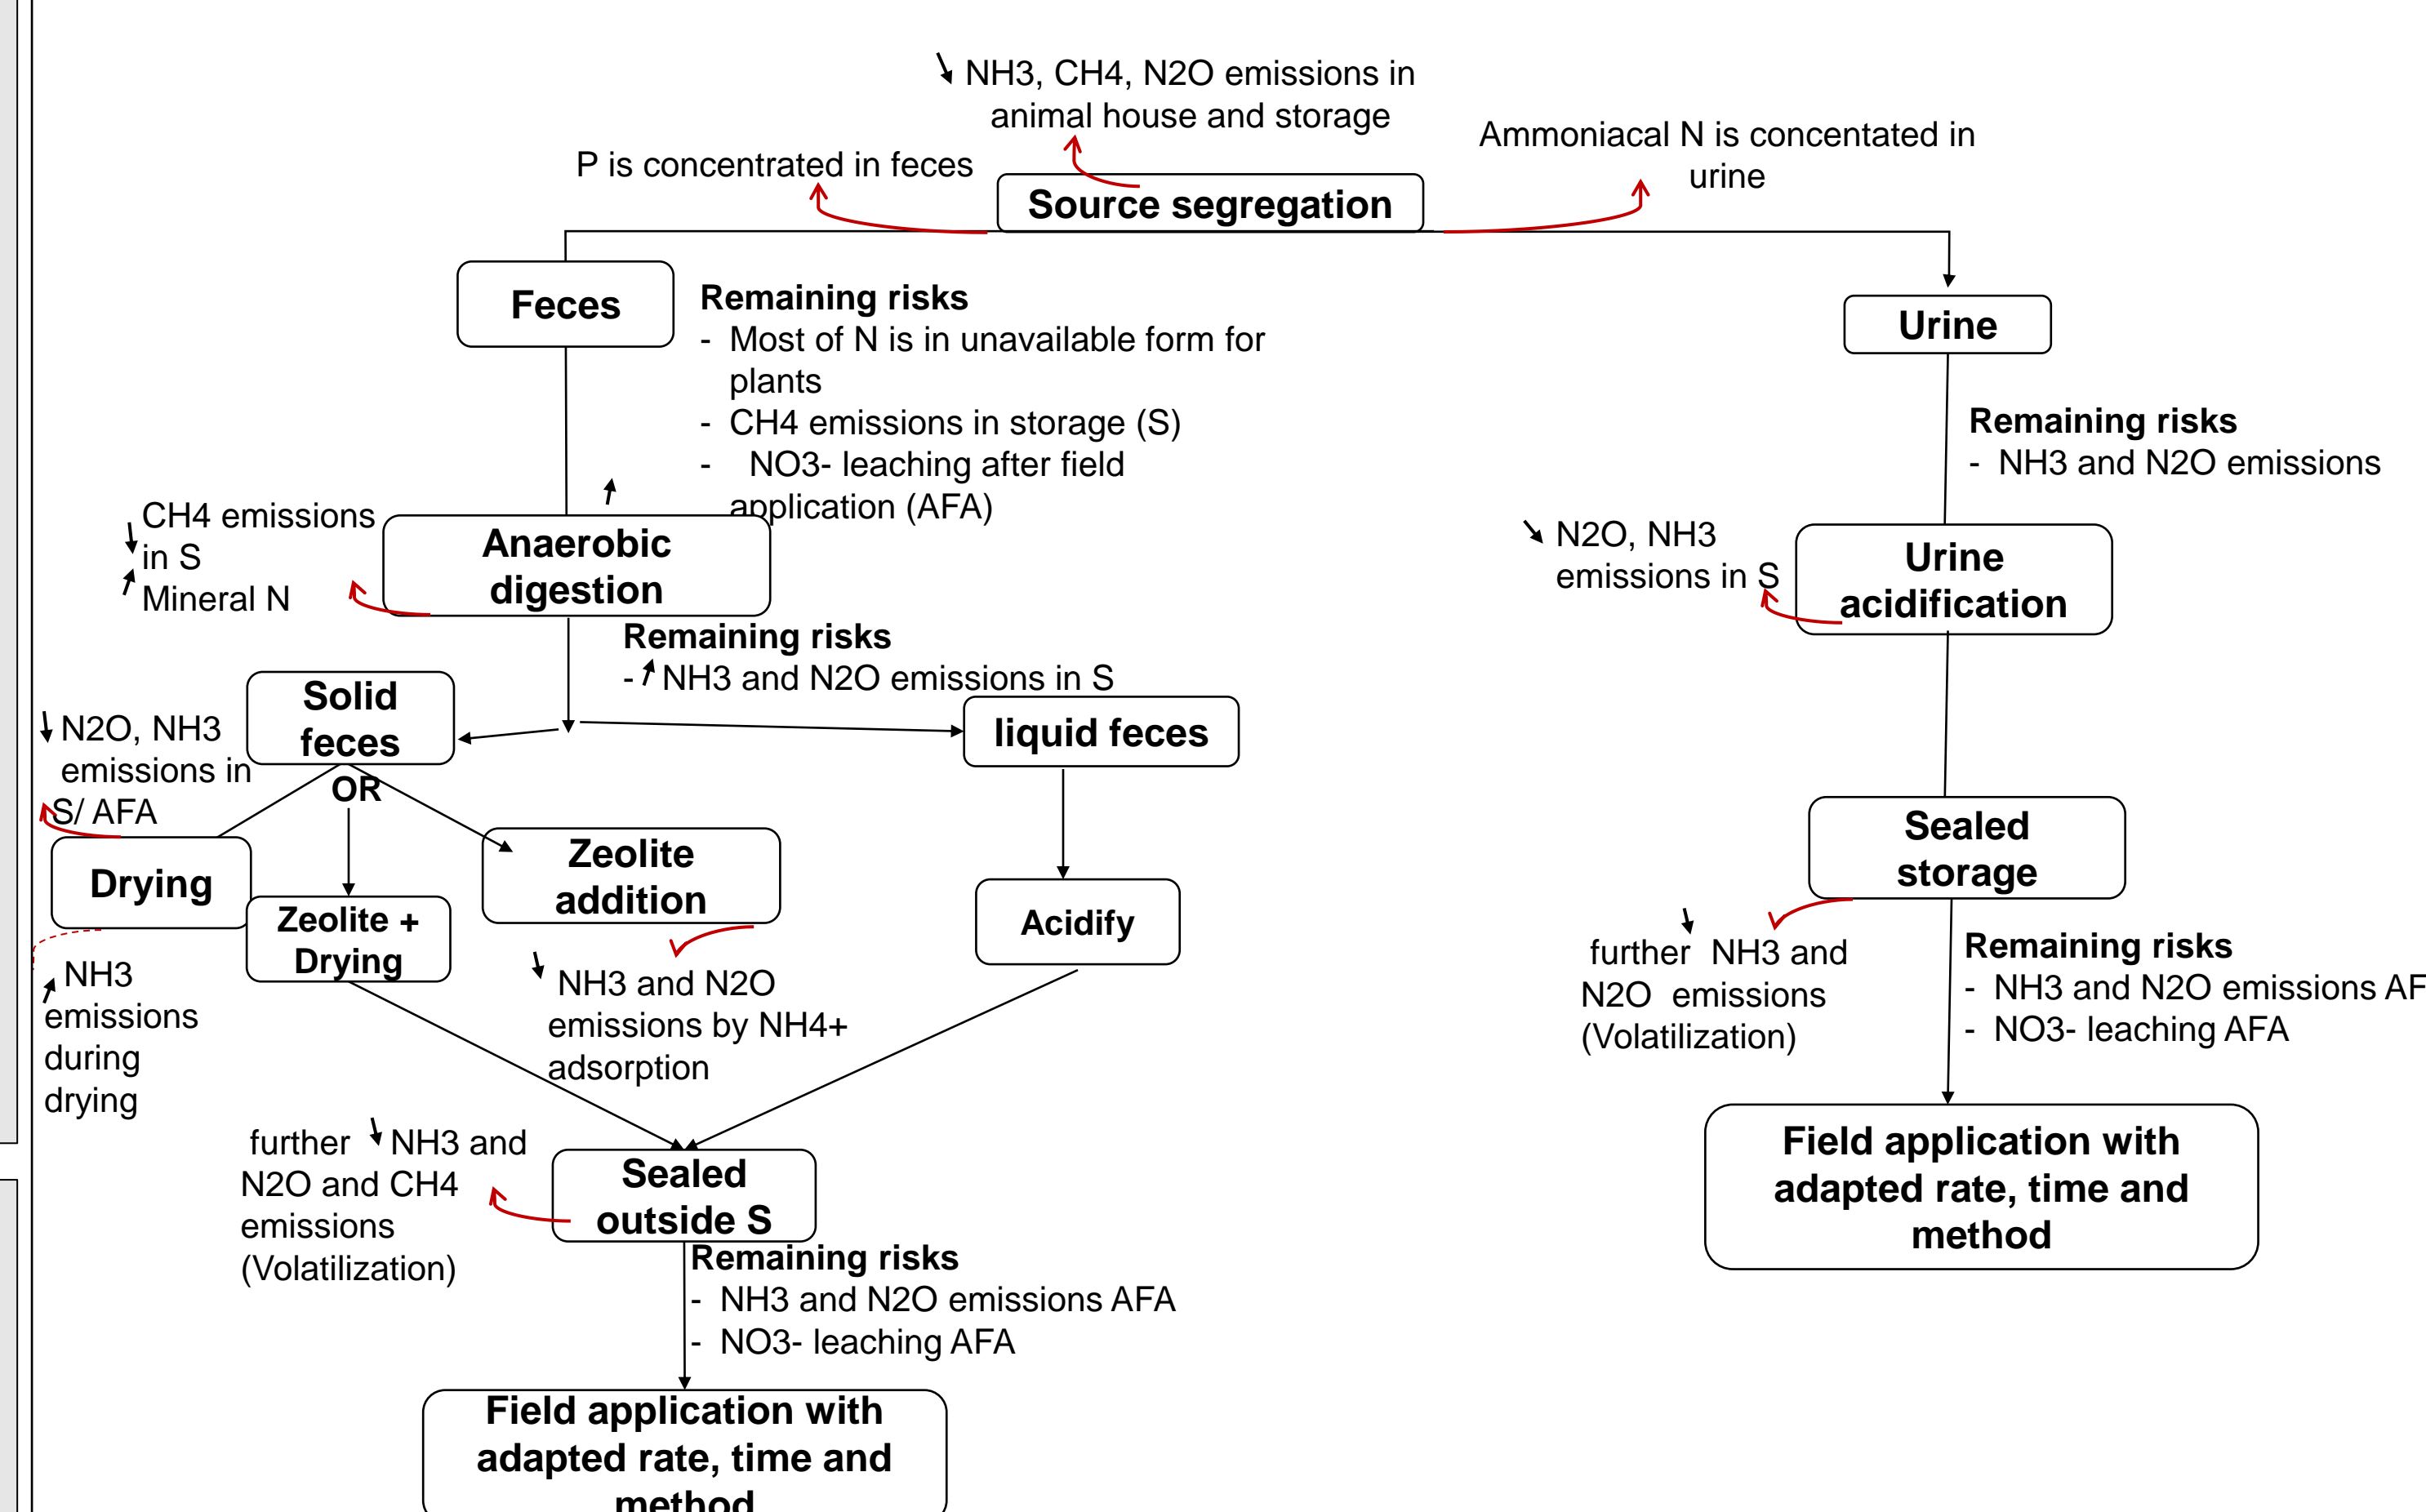 NH3, CH4, N2O emissions in
animal house and storage
P is concentrated in feces
Ammoniacal N is concentated in
urine
Source segregation
Feces
Remaining risks
- Most of N is in unavailable form for
plants
- CH4 emissions in storage (S)
- NO3- leaching after field
application (AFA)
Urine
Remaining risks
- NH3 and N2O emissions
CH4 emissions
in S
Mineral N
Anaerobic
digestion
N2O, NH3
emissions in S
Urine
acidification
Remaining risks
- NH3 and N2O emissions in S
Solid
feces
liquid feces
N2O, NH3
emissions in
S/ AFA
OR
Drying
Zeolite +
Drying
Zeolite
addition
Acidify
Sealed
storage
NH3
emissions
during
drying
NH3 and N2O
emissions by NH4+
adsorption
further NH3 and
N2O emissions
(Volatilization)
Remaining risks
- NH3 and N2O emissions AF
- NO3- leaching AFA
further NH3 and
N2O and CH4
emissions
(Volatilization)
Sealed
outside S
Remaining risks
- NH3 and N2O emissions AFA
- NO3- leaching AFA
Field application with
adapted rate, time and
method
Field application with
adapted rate, time and
method